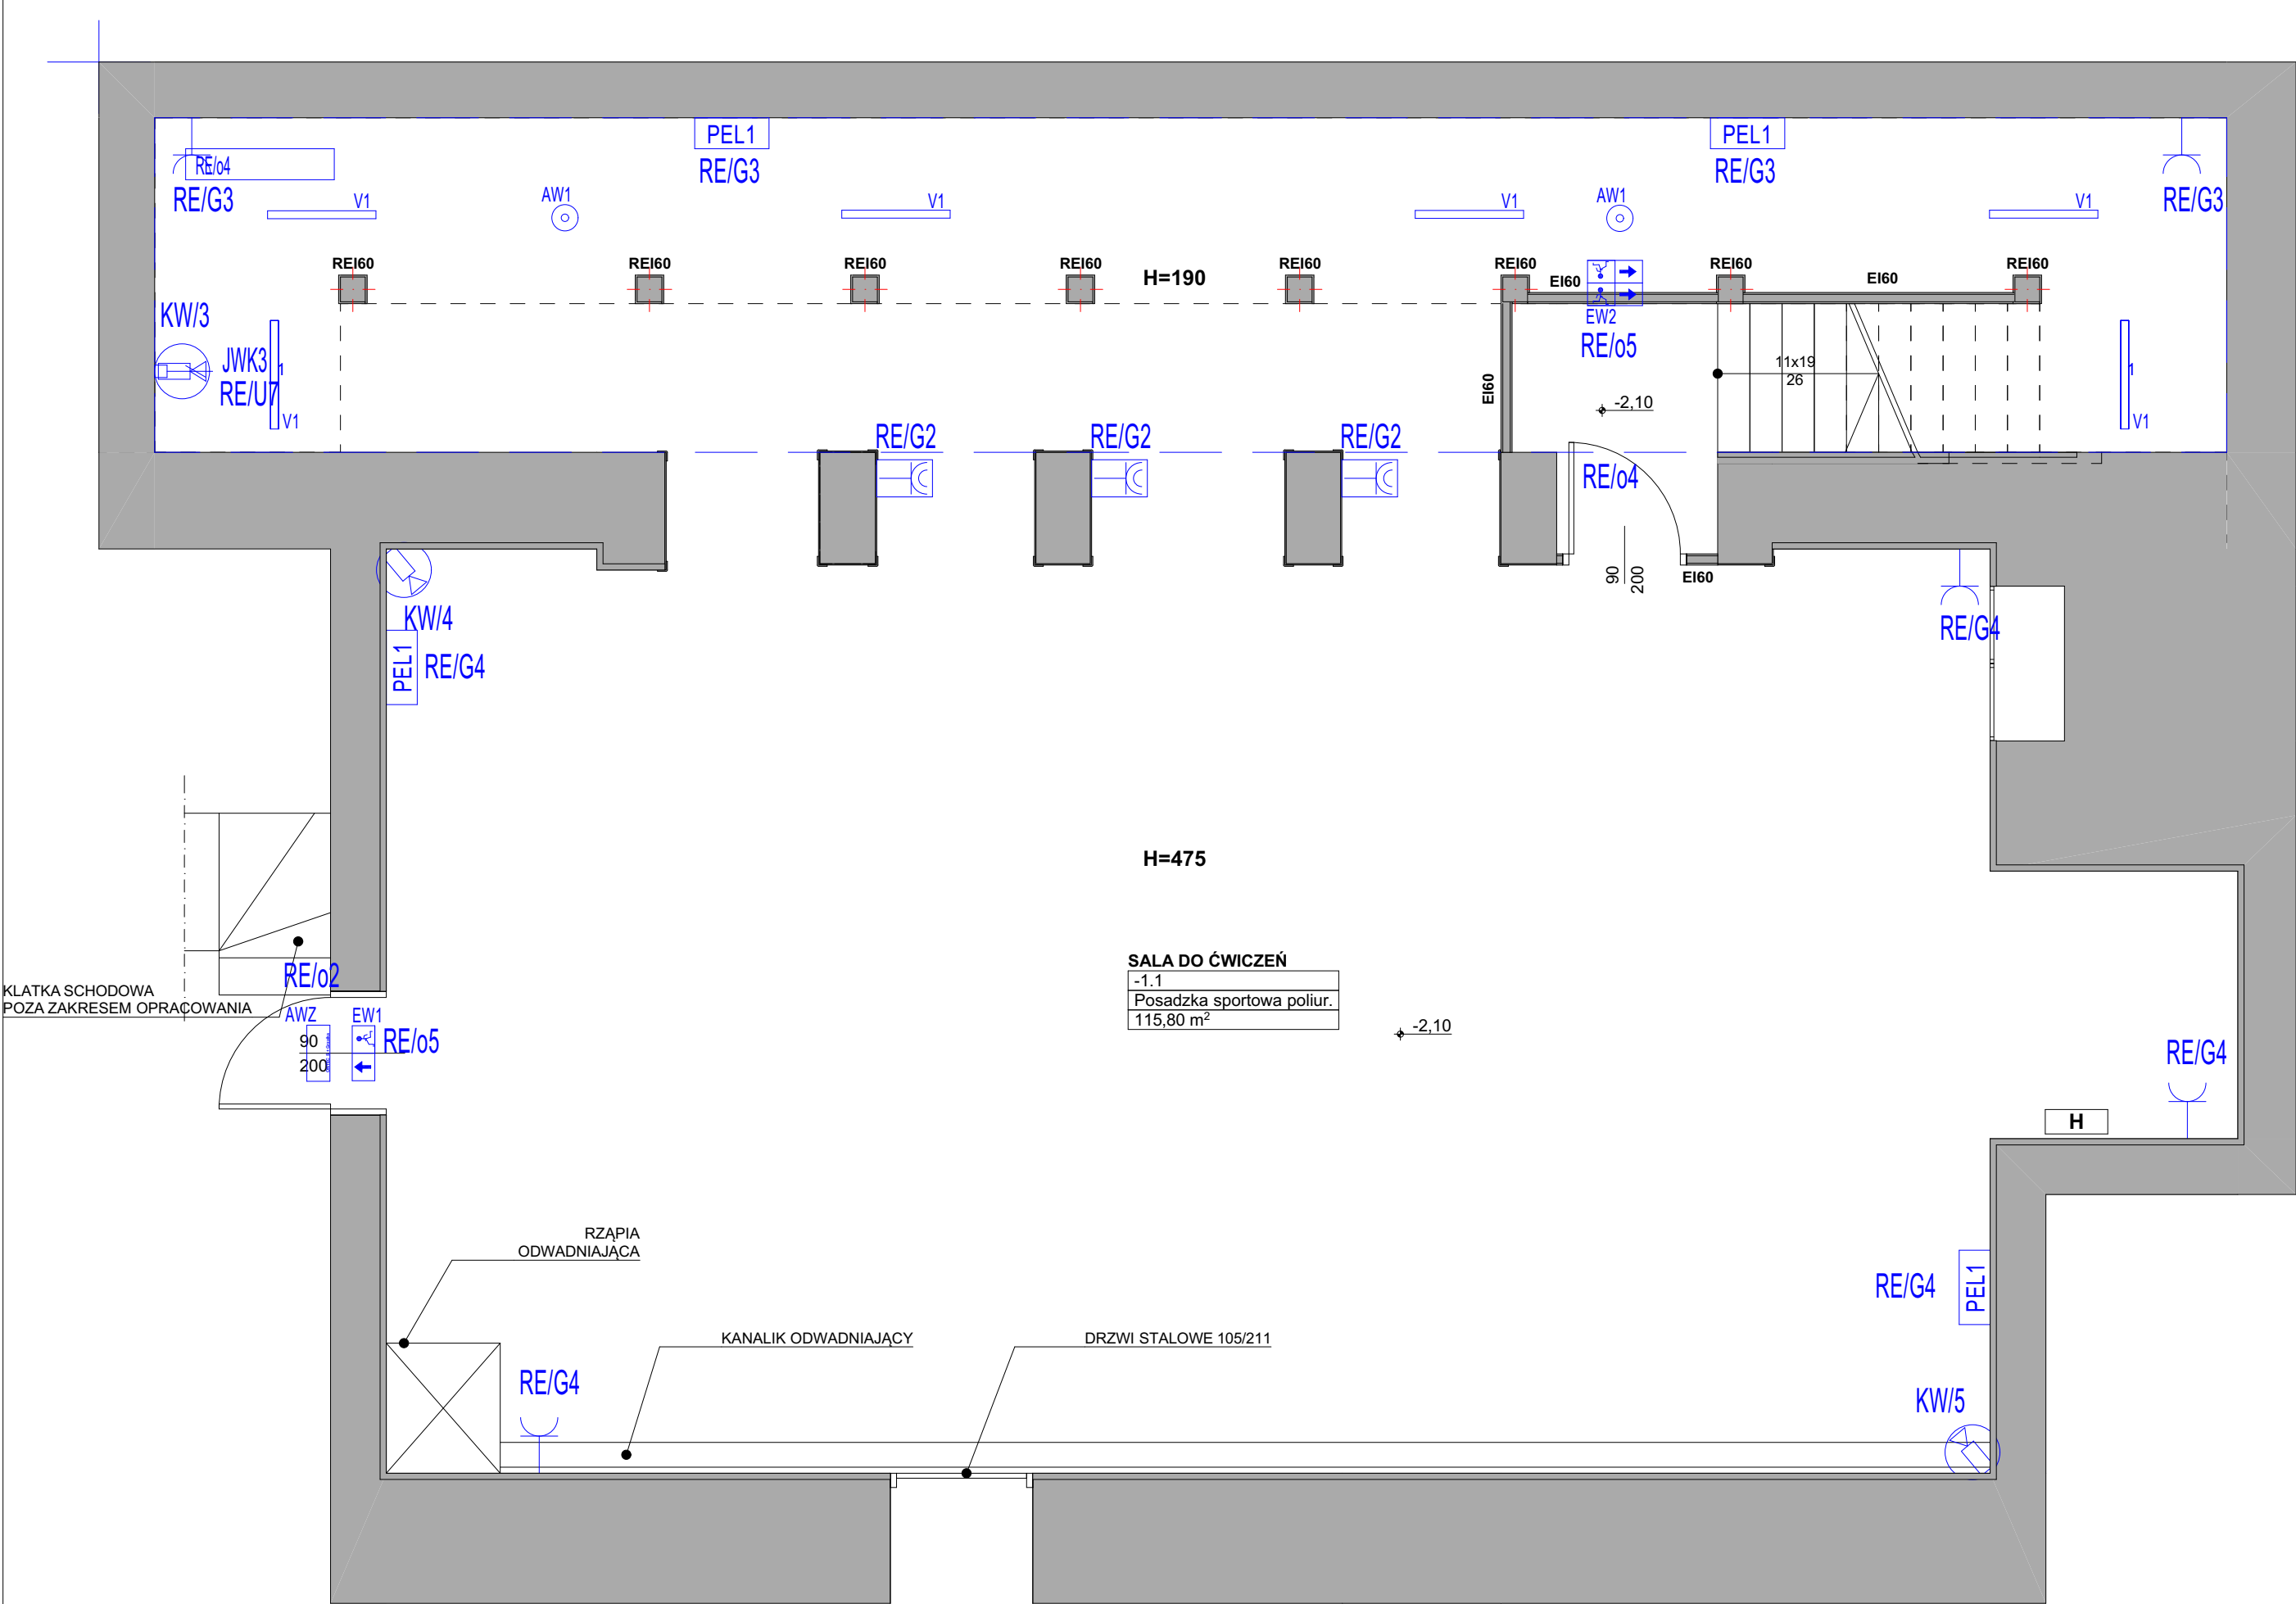 PEL1
PEL1
RE/o4
RE/G3
RE/G3
RE/G3
RE/G3
V1
AW1
V1
V1
AW1
V1
REI60
REI60
REI60
REI60
H=190
REI60
REI60
EI60
REI60
EI60
REI60
KW/3
EW2
RE/o5
JWK3
1
RE/U7
V1
11x19
26
1
V1
EI60
-2,10
RE/G2
RE/G2
RE/G2
RE/o4
90
200
EI60
KW/4
PEL1
RE/G4
RE/G4
H=475
SALA DO ĆWICZEŃ
-1.1
Posadzka sportowa poliur.
115,80 m²
-2,10
RE/o2
KLATKA SCHODOWA
POZA ZAKRESEM OPRACOWANIA
AWZ
EW1
RE/o5
90
200
RE/G4
H
RZĄPIA
ODWADNIAJĄCA
RE/G4
PEL1
KANALIK ODWADNIAJĄCY
DRZWI STALOWE 105/211
RE/G4
KW/5